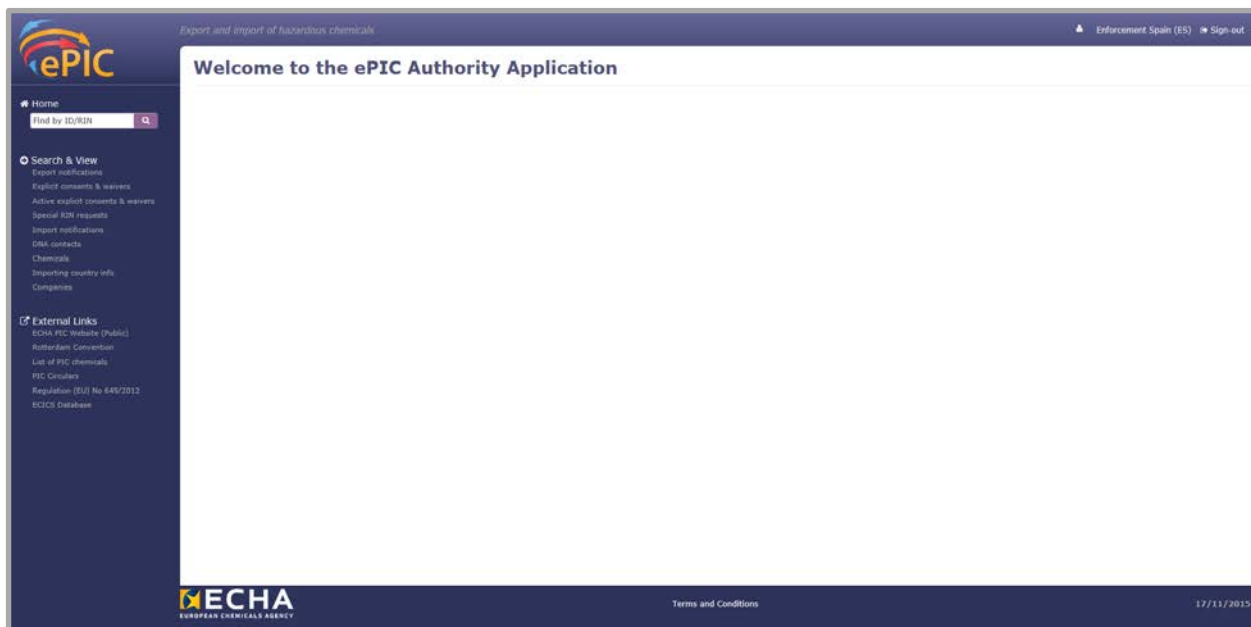 ePIC
Export and import of hazardous chemicals
Enforcement Spain (ES) Sign-out
Welcome to the ePIC Authority Application
Home
Find by ID/RIN
Search & View
Export notifications
Explicit consents & waivers
Active explicit consents & waivers
Special RIN requests
Import notifications
DNA contacts
Chemicals
Importing country info
Companies
External Links
ECHA PIC Website (Public)
Rotterdam Convention
List of PIC chemicals
PIC Circulars
Regulation (EU) No 649/2012
ECICS Database
ECHA
EUROPEAN CHEMICALS AGENCY
Terms and Conditions
17/11/2015